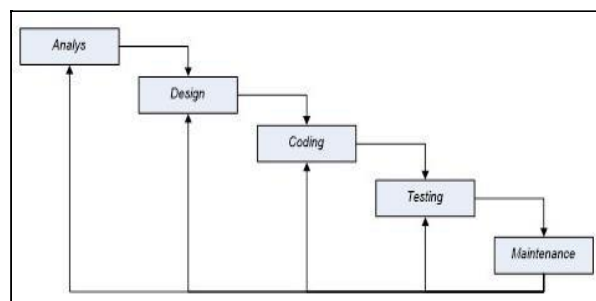 Analys
Design
Coding
Testing
Maintenance